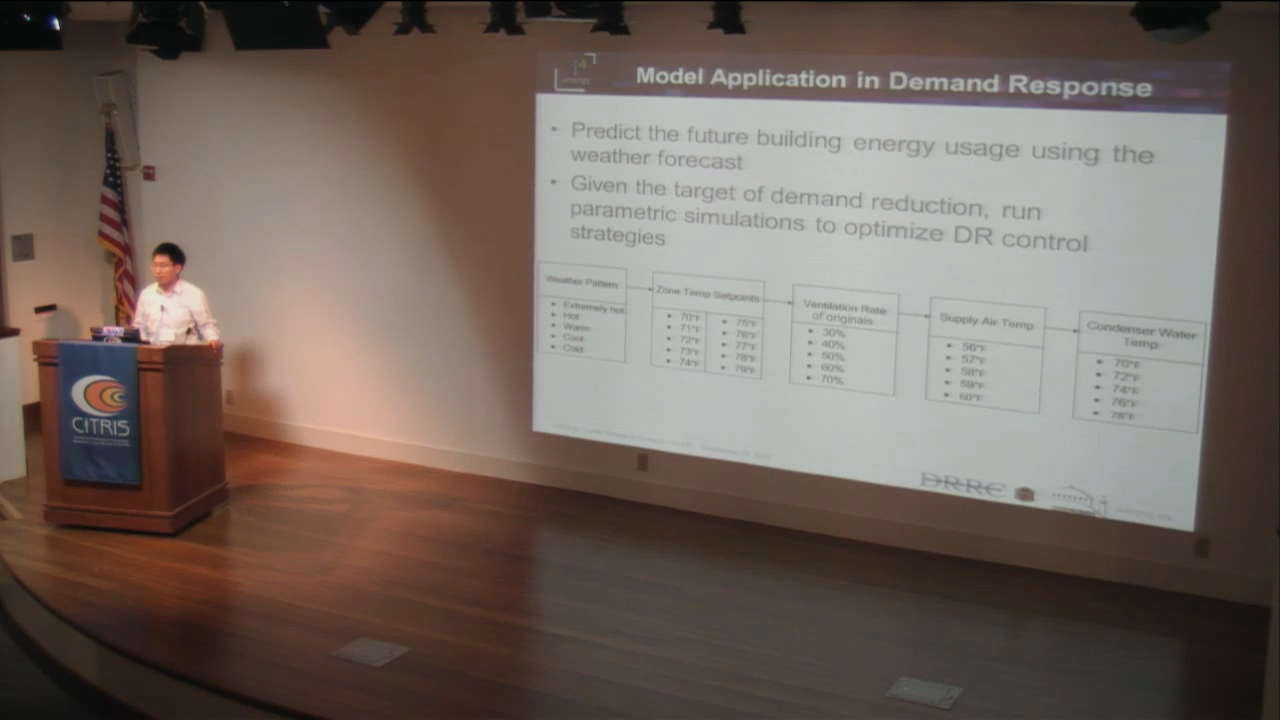 i4
energy
Model Application in Demand Response
• Predict the future building energy usage using the
weather forecast
• Given the target of demand reduction, run
parametric simulations to optimize DR control
strategies
Weather Pattern
• Extremely hot
• Hot
• Warm
• Cool
• Cold
Zone Temp Setpoints
• 70°F
• 71°F
• 72°F
• 73°F
• 74°F
• 75°F
• 76°F
• 77°F
• 78°F
• 79°F
Ventilation Rate
of originals
• 30%
• 40%
• 50%
• 60%
• 70%
Supply Air Temp
• 56°F
• 57°F
• 58°F
• 59°F
• 60°F
Condenser Water
Temp
• 70°F
• 72°F
• 74°F
• 76°F
• 78°F
DRRC
CITRIS